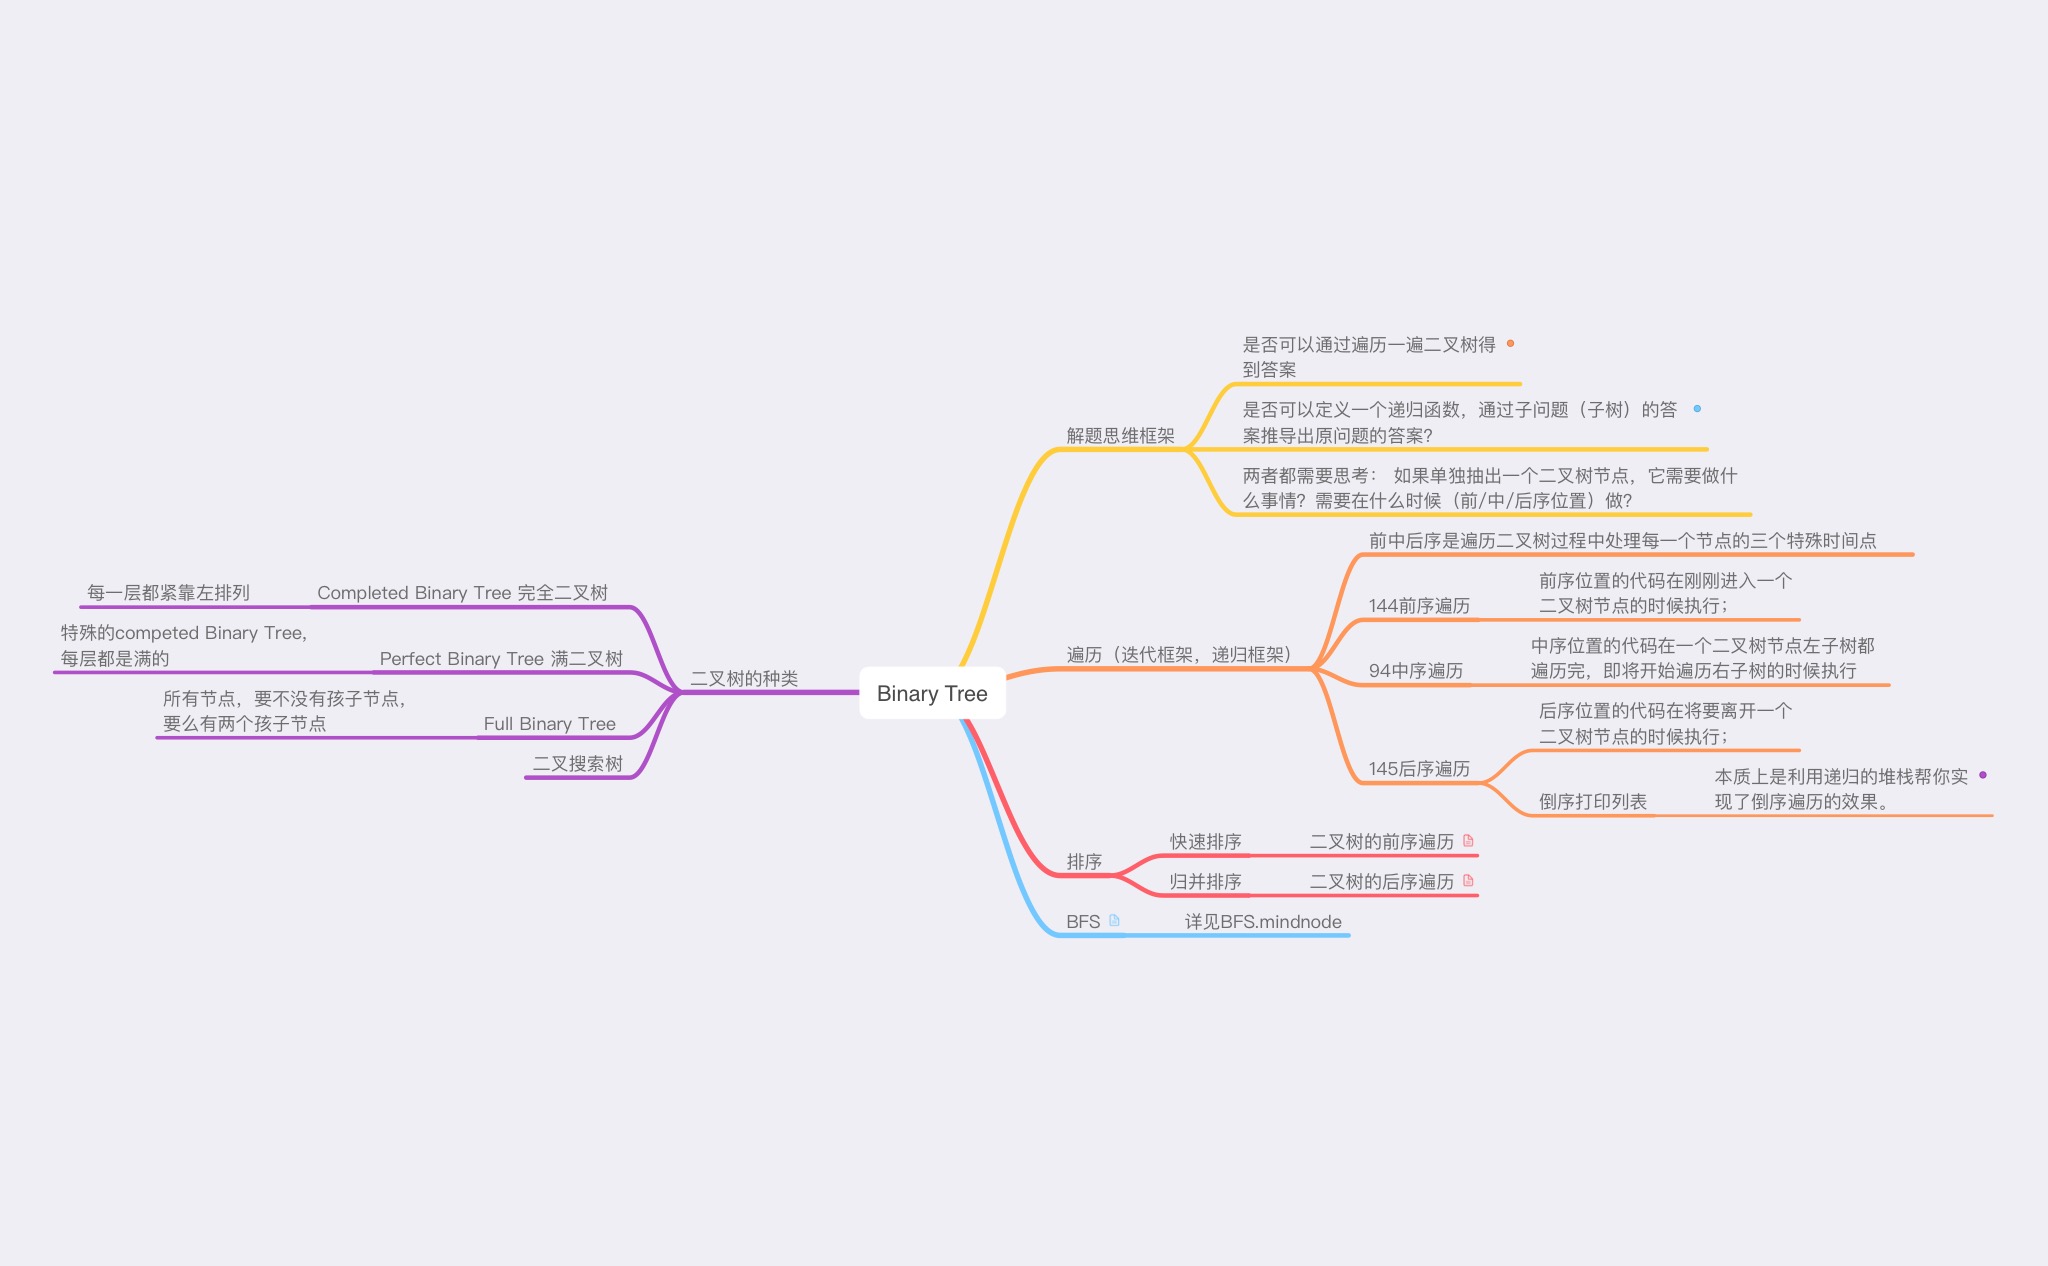 Binary Tree
解题思维框架
是否可以通过遍历一遍二叉树得
到答案
是否可以定义一个递归函数，通过子问题（子树）的答
案推导出原问题的答案？
两者都需要思考： 如果单独抽出一个二叉树节点，它需要做什
么事情？需要在什么时候（前/中/后序位置）做？
遍历（迭代框架，递归框架）
前中后序是遍历二叉树过程中处理每一个节点的三个特殊时间点
144前序遍历
前序位置的代码在刚刚进入一个
二叉树节点的时候执行；
94中序遍历
中序位置的代码在一个二叉树节点左子树都
遍历完，即将开始遍历右子树的时候执行
145后序遍历
后序位置的代码在将要离开一个
二叉树节点的时候执行；
倒序打印列表
本质上是利用递归的堆栈帮你实
现了倒序遍历的效果。
排序
快速排序
二叉树的前序遍历
归并排序
二叉树的后序遍历
BFS
详见BFS.mindnode
二叉树的种类
Completed Binary Tree 完全二叉树
每一层都紧靠左排列
Perfect Binary Tree 满二叉树
特殊的competed Binary Tree,
每层都是满的
Full Binary Tree
所有节点，要不没有孩子节点，
要么有两个孩子节点
二叉搜索树